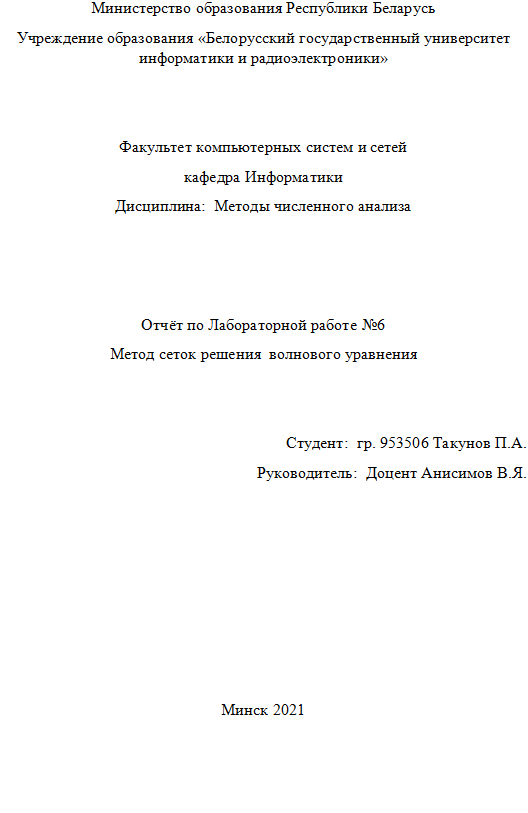 Министерство образования Республики Беларусь
Учреждение образования «Белорусский государственный университет
информатики и радиоэлектроники»
Факультет компьютерных систем и сетей
кафедра Информатики
Дисциплина:  Методы численного анализа
Отчёт по Лабораторной работе №6
Метод сеток решения  волнового уравнения
Студент:  гр. 953506 Такунов П.А.
Руководитель:  Доцент Анисимов В.Я.
Минск 2021